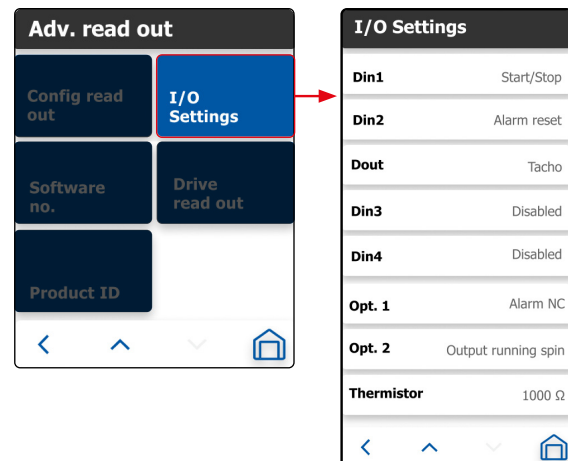 Adv. read out
Config read
out
I/O
Settings
Software
no.
Drive
read out
Product ID
I/O Settings
Din1 Start/Stop
Din2 Alarm reset
Dout Tacho
Din3 Disabled
Din4 Disabled
Opt. 1 Alarm NC
Opt. 2 Output running spin
Thermistor 1000 Ω